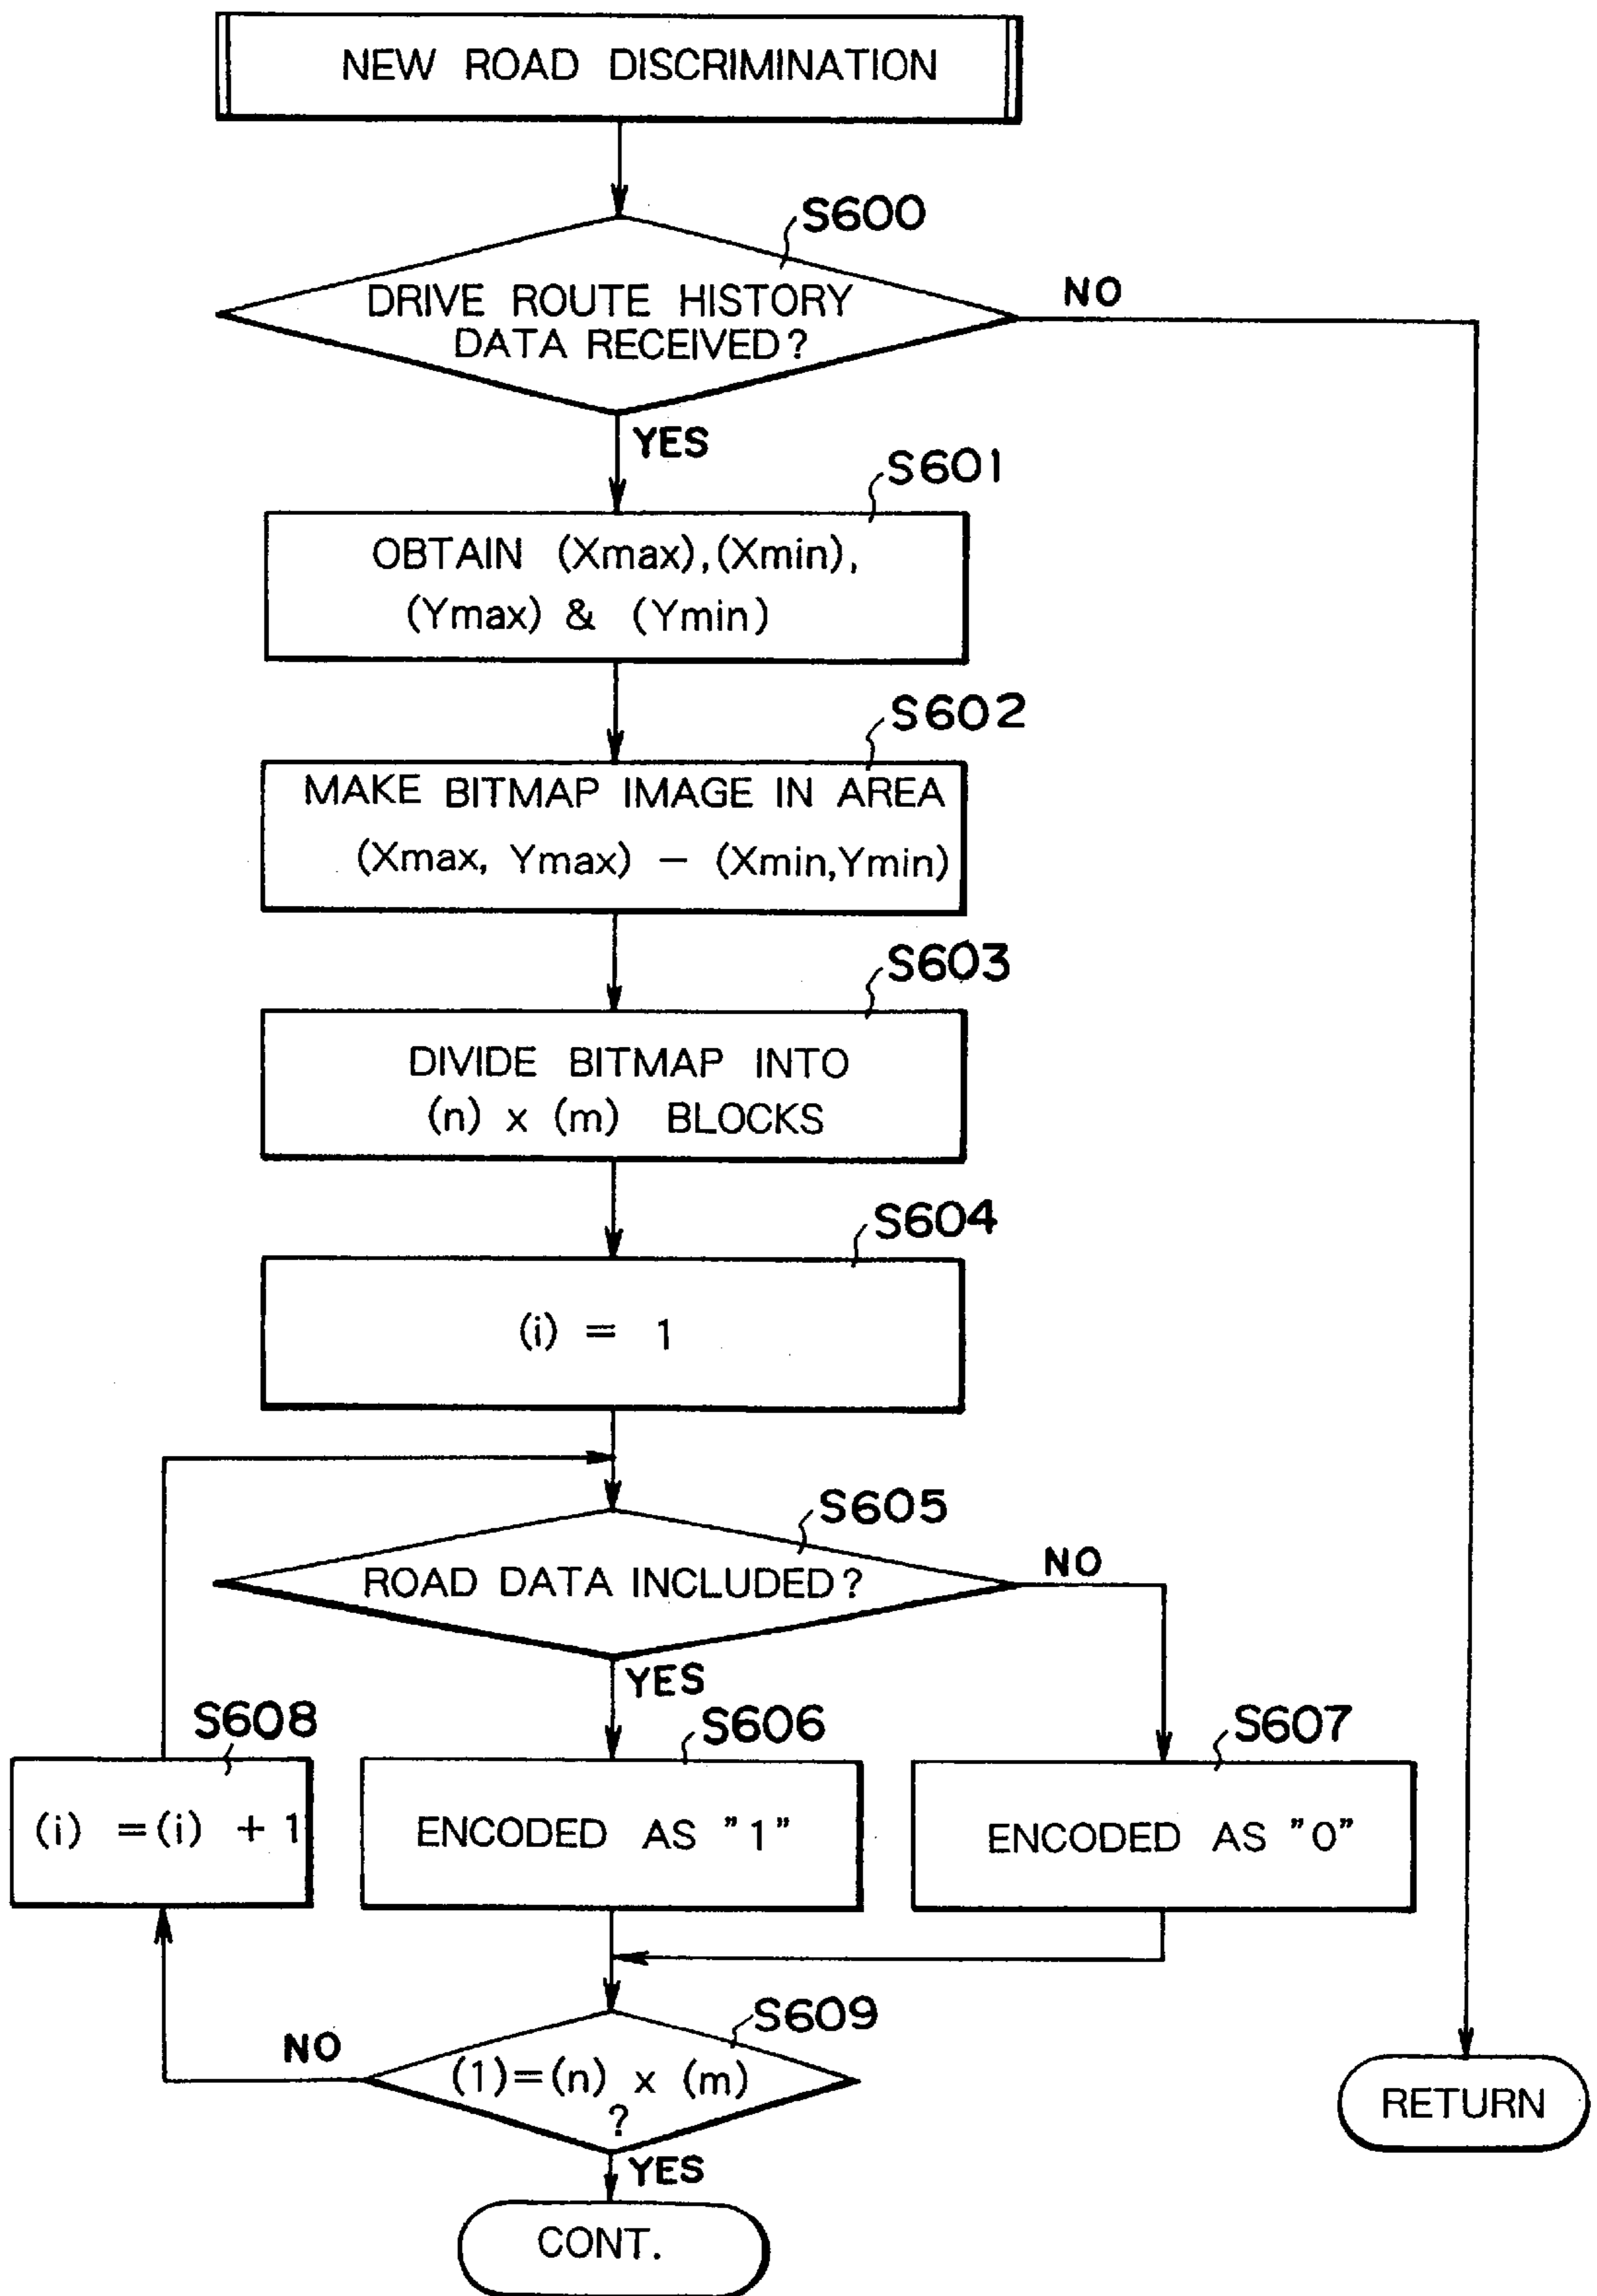 NEW ROAD DISCRIMINATION
S600
DRIVE ROUTE HISTORY
DATA RECEIVED?
NO
YES
S601
OBTAIN (Xmax),(Xmin),
(Ymax) & (Ymin)
S602
MAKE BITMAP IMAGE IN AREA
(Xmax, Ymax) - (Xmin,Ymin)
S603
DIVIDE BITMAP INTO
(n) x (m) BLOCKS
S604
(i) = 1
S605
ROAD DATA INCLUDED?
NO
YES
S608
(i) =(i) + 1
S606
ENCODED AS "1"
S607
ENCODED AS "0"
S609
NO
(1)=(n) x (m)
?
YES
CONT.
RETURN